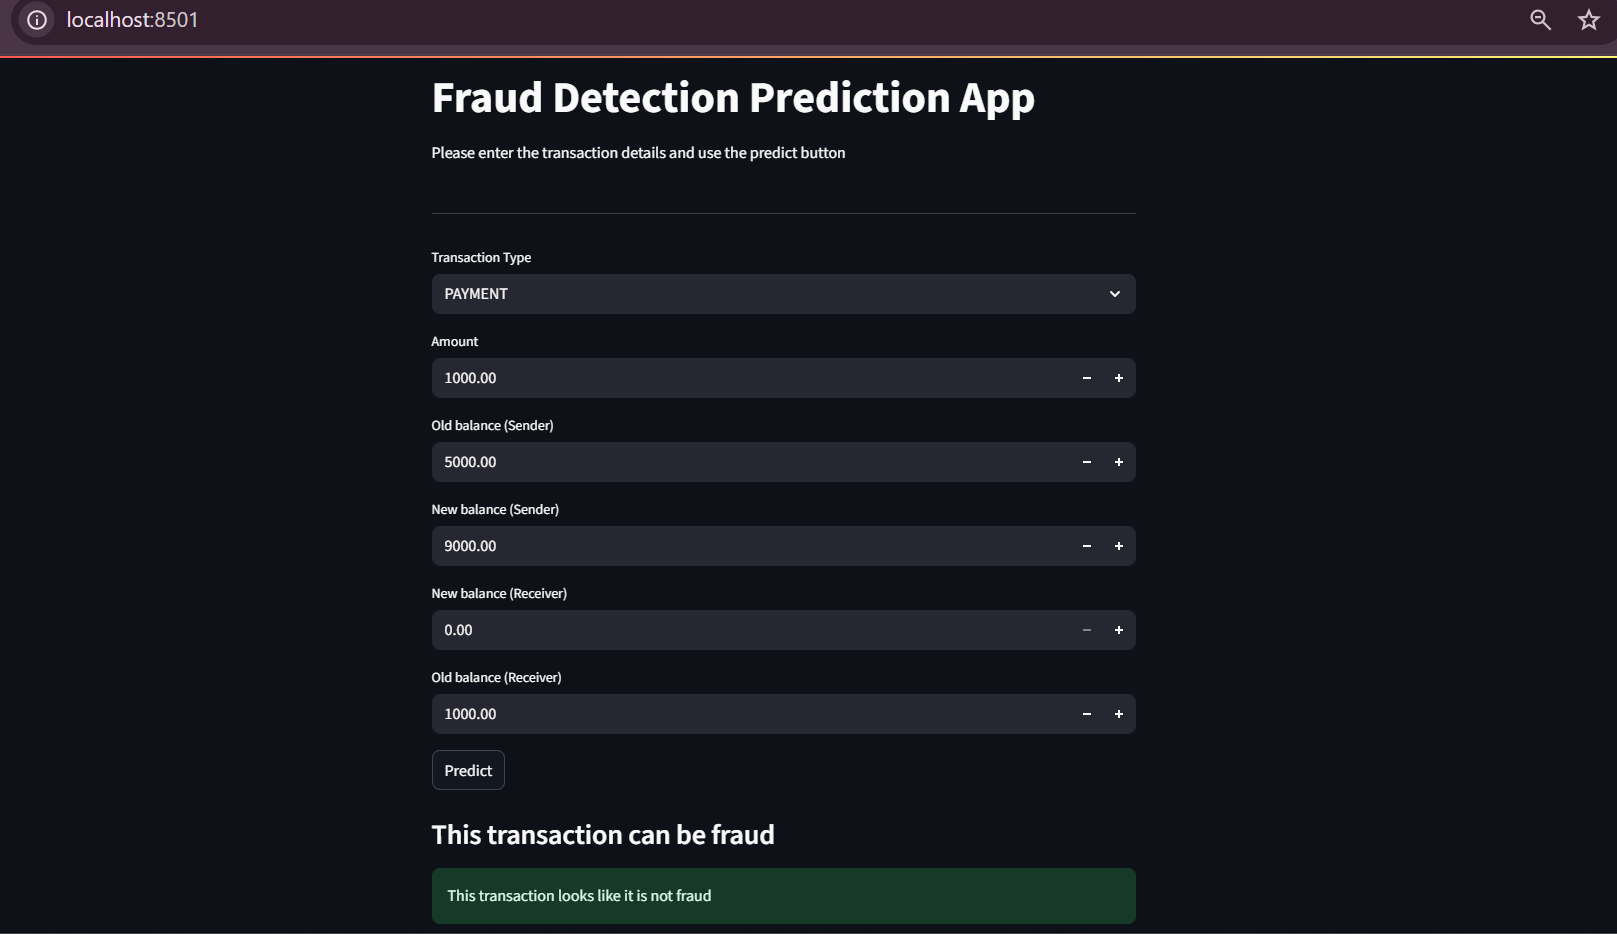 localhost:8501
Fraud Detection Prediction App
Please enter the transaction details and use the predict button
Transaction Type
PAYMENT
Amount
1000.00
Old balance (Sender)
5000.00
New balance (Sender)
9000.00
New balance (Receiver)
0.00
Old balance (Receiver)
1000.00
Predict
This transaction can be fraud
This transaction looks like it is not fraud